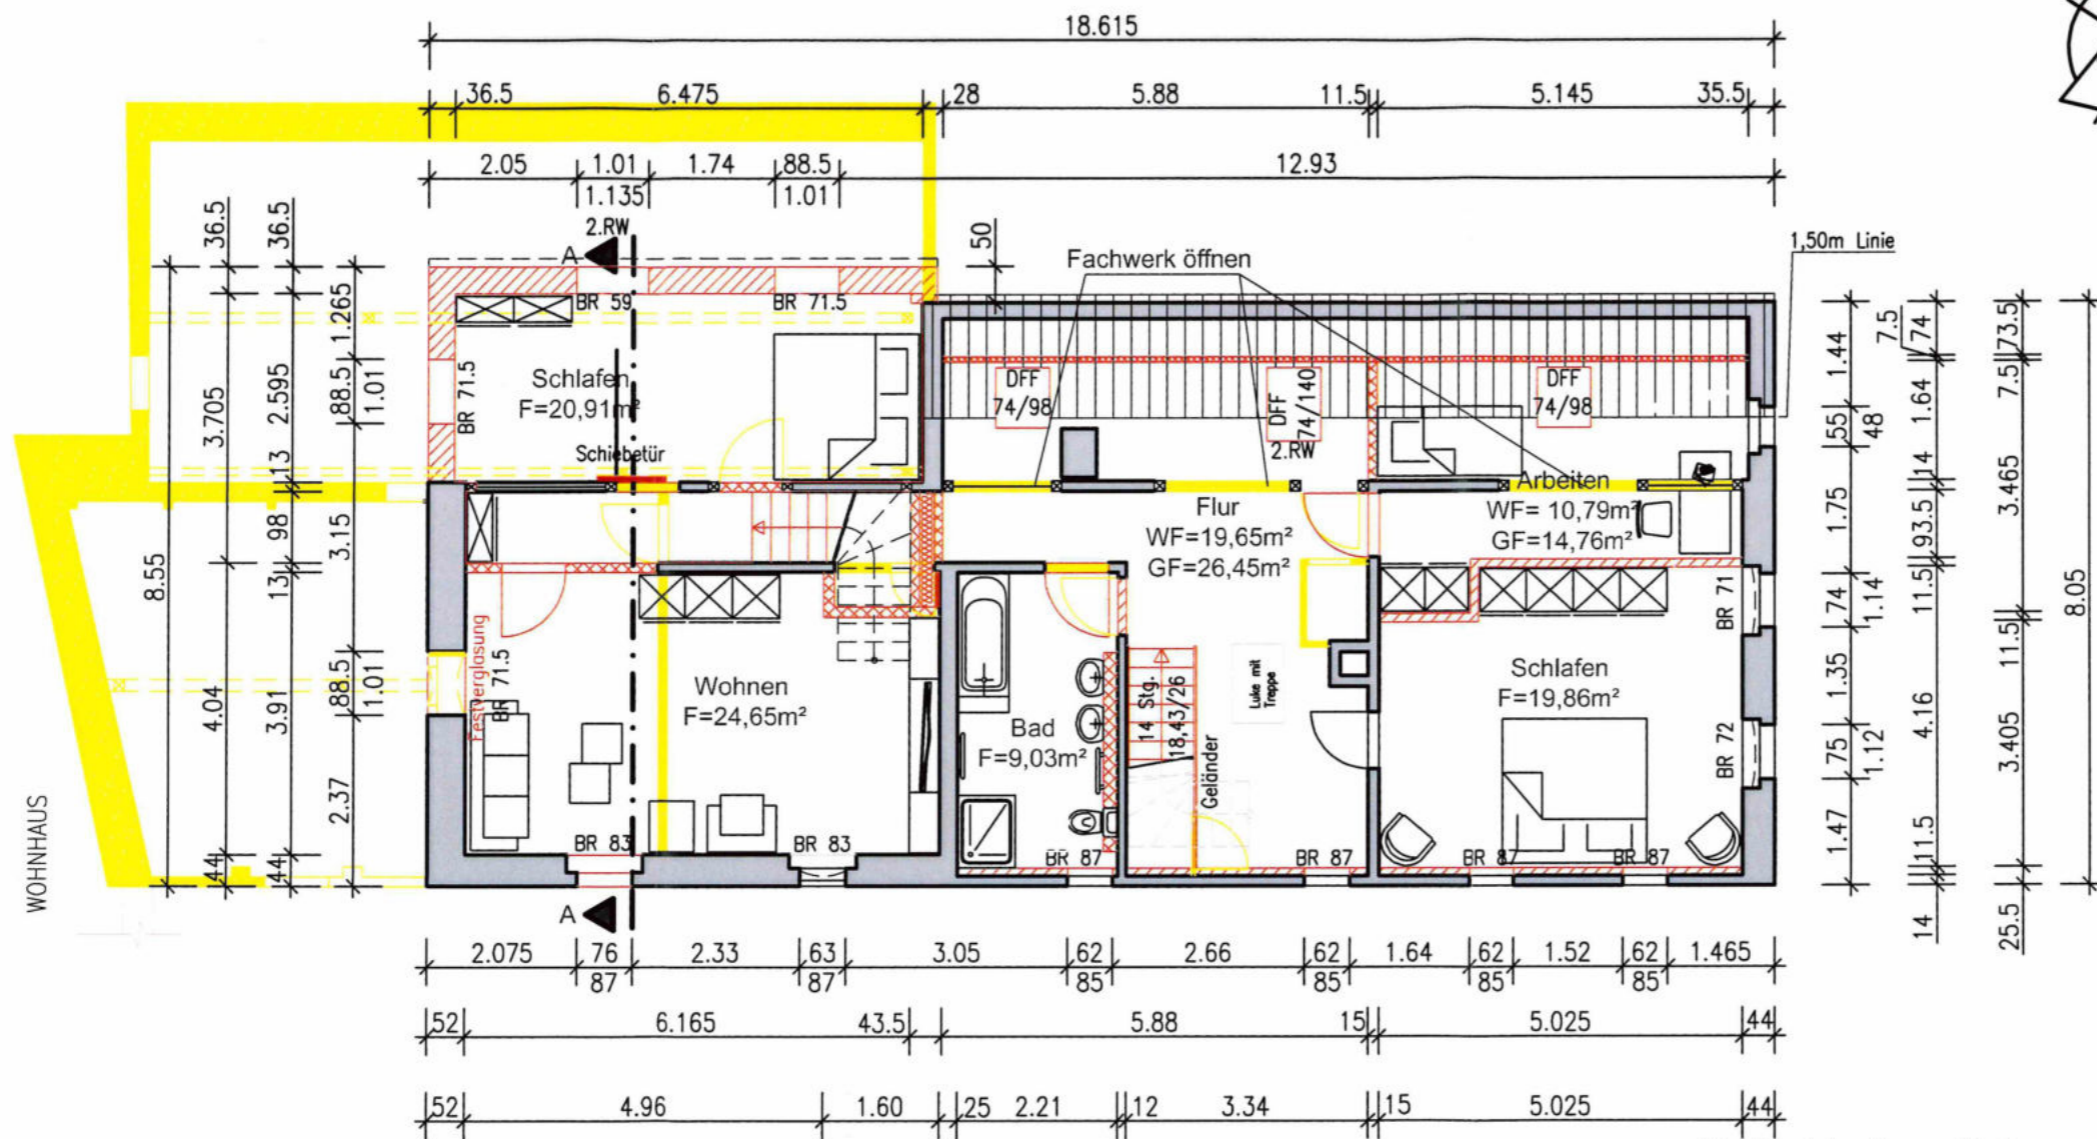 18.615
36.5 6.475 28 5.88 11.5 5.145 35.5
2.05 1.01 1.74 88.5 12.93
1.135 1.01
2.RW
A
50
Fachwerk öffnen
1,50m Linie
BR 59
BR 71.5
BR 71.5
Schlafen
F=20,91m²
Schiebetür
DFF
74/98
DFF
74/140
2.RW
DFF
74/98
Arbeiten
WF= 10,79m²
GF=14,76m²
Flur
WF=19,65m²
GF=26,45m²
Festverglasung
BR 71.5
Wohnen
F=24,65m²
Bad
F=9,03m²
14 Stg.
18,43/26
Geländer
Luke mit
Treppe
Schlafen
F=19,86m²
BR 71
BR 72
BR 83
BR 83
BR 87
BR 87
BR 87
BR 87
A
WOHNHAUS
8.55
36.5 3.705 4.04 44
36.5 2.595 13 98 13 3.91 44
1.265 88.5 3.15 88.5 2.37
1.01 1.01
1.44 55 1.75 74 1.35 75 1.47
48 1.14 1.12
7.5
74 1.64 14 93.5 11.5 4.16 11.5 14
73.5 7.5 3.465 11.5 3.405 25.5
8.05
2.075 76 2.33 63 3.05 62 2.66 62 1.64 62 1.52 62 1.465
87 87 85 85 85 85
52 6.165 43.5 5.88 15 5.025 44
52 4.96 1.60 25 2.21 12 3.34 15 5.025 44